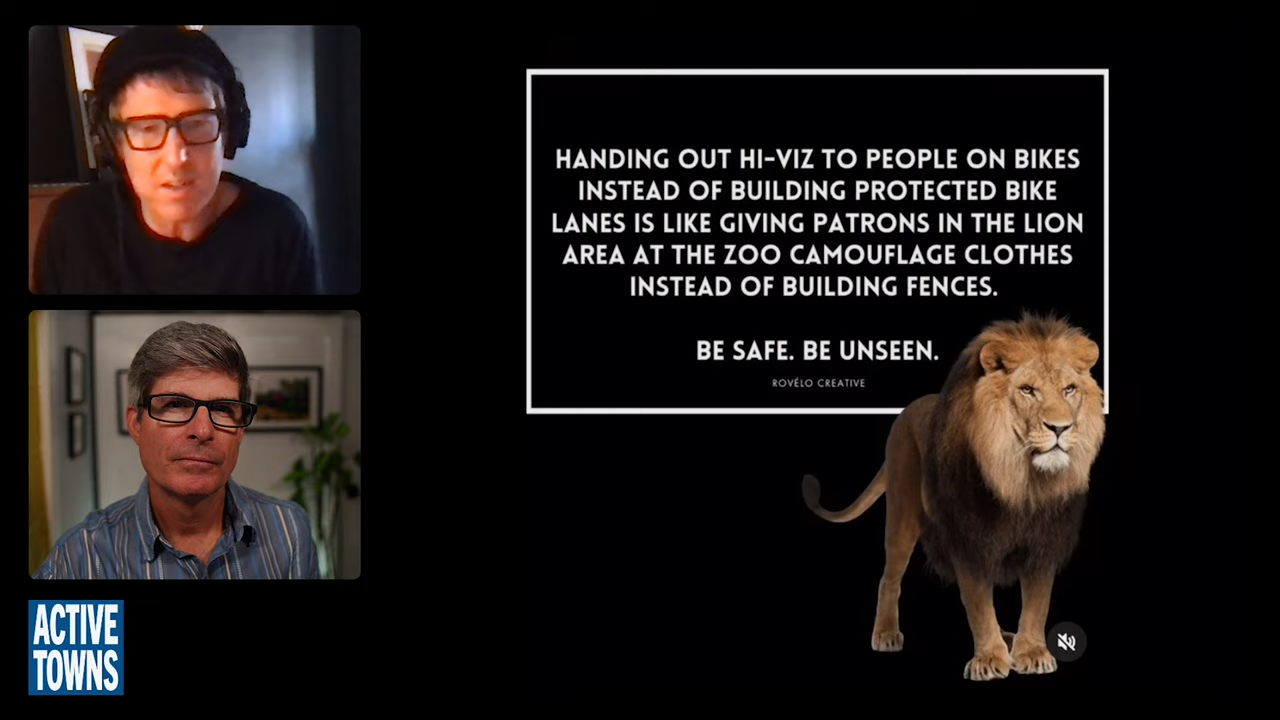 HANDING OUT HI-VIZ TO PEOPLE ON BIKES
INSTEAD OF BUILDING PROTECTED BIKE
LANES IS LIKE GIVING PATRONS IN THE LION
AREA AT THE ZOO CAMOUFLAGE CLOTHES
INSTEAD OF BUILDING FENCES.
BE SAFE. BE UNSEEN.
ROVÉLO CREATIVE
ACTIVE
TOWNS